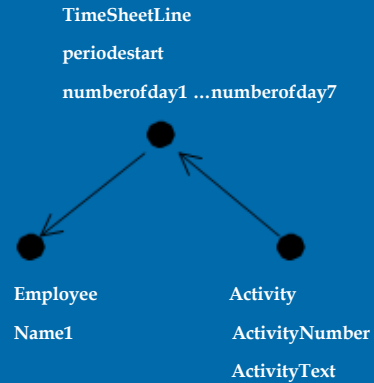 TimeSheetLine
periodestart
numberofday1 …numberofday7
Employee
Activity
Name1
ActivityNumber
ActivityText